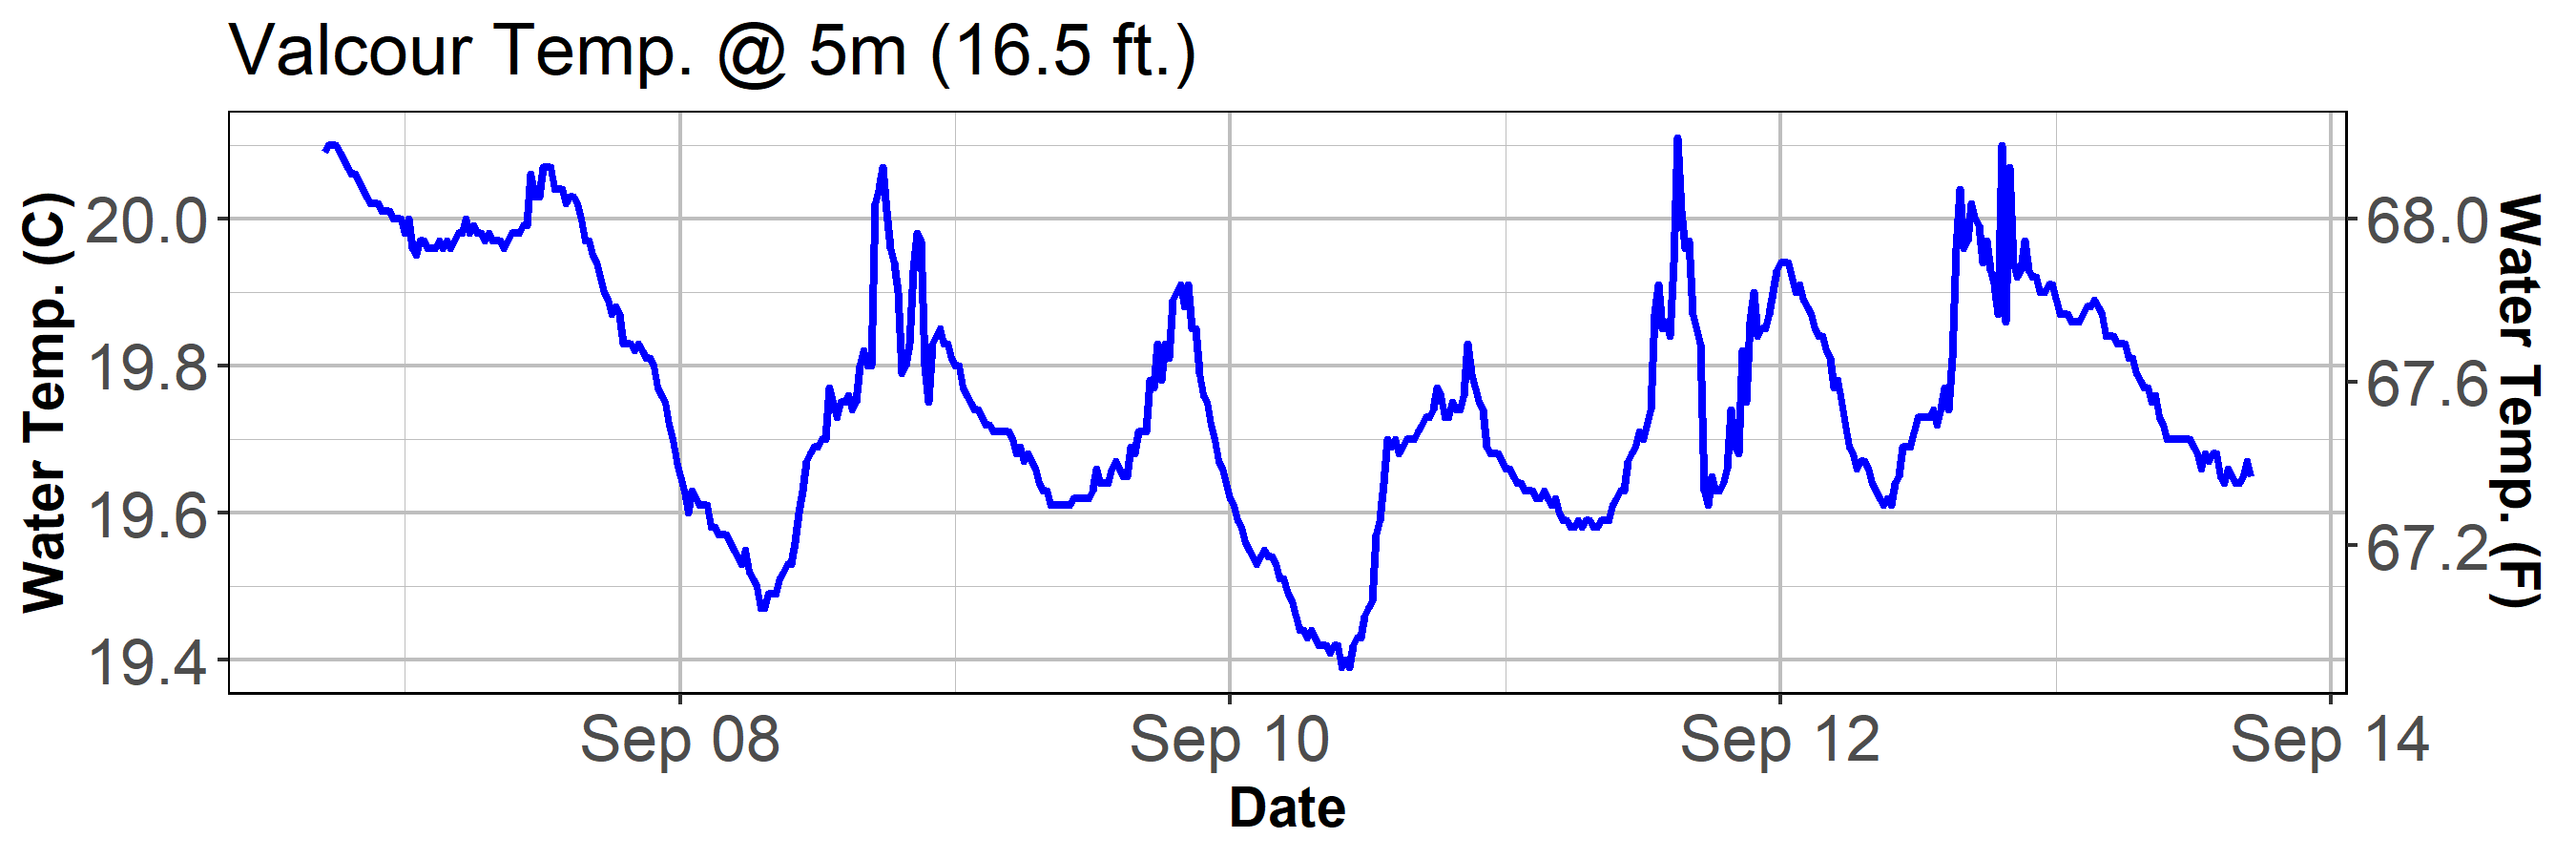 Valcour Temp. @ 5m (16.5 ft.)
Water Temp. (C)
20.0
19.8
19.6
19.4
68.0
67.6
67.2
Water Temp. (F)
Sep 08
Sep 10
Sep 12
Sep 14
Date